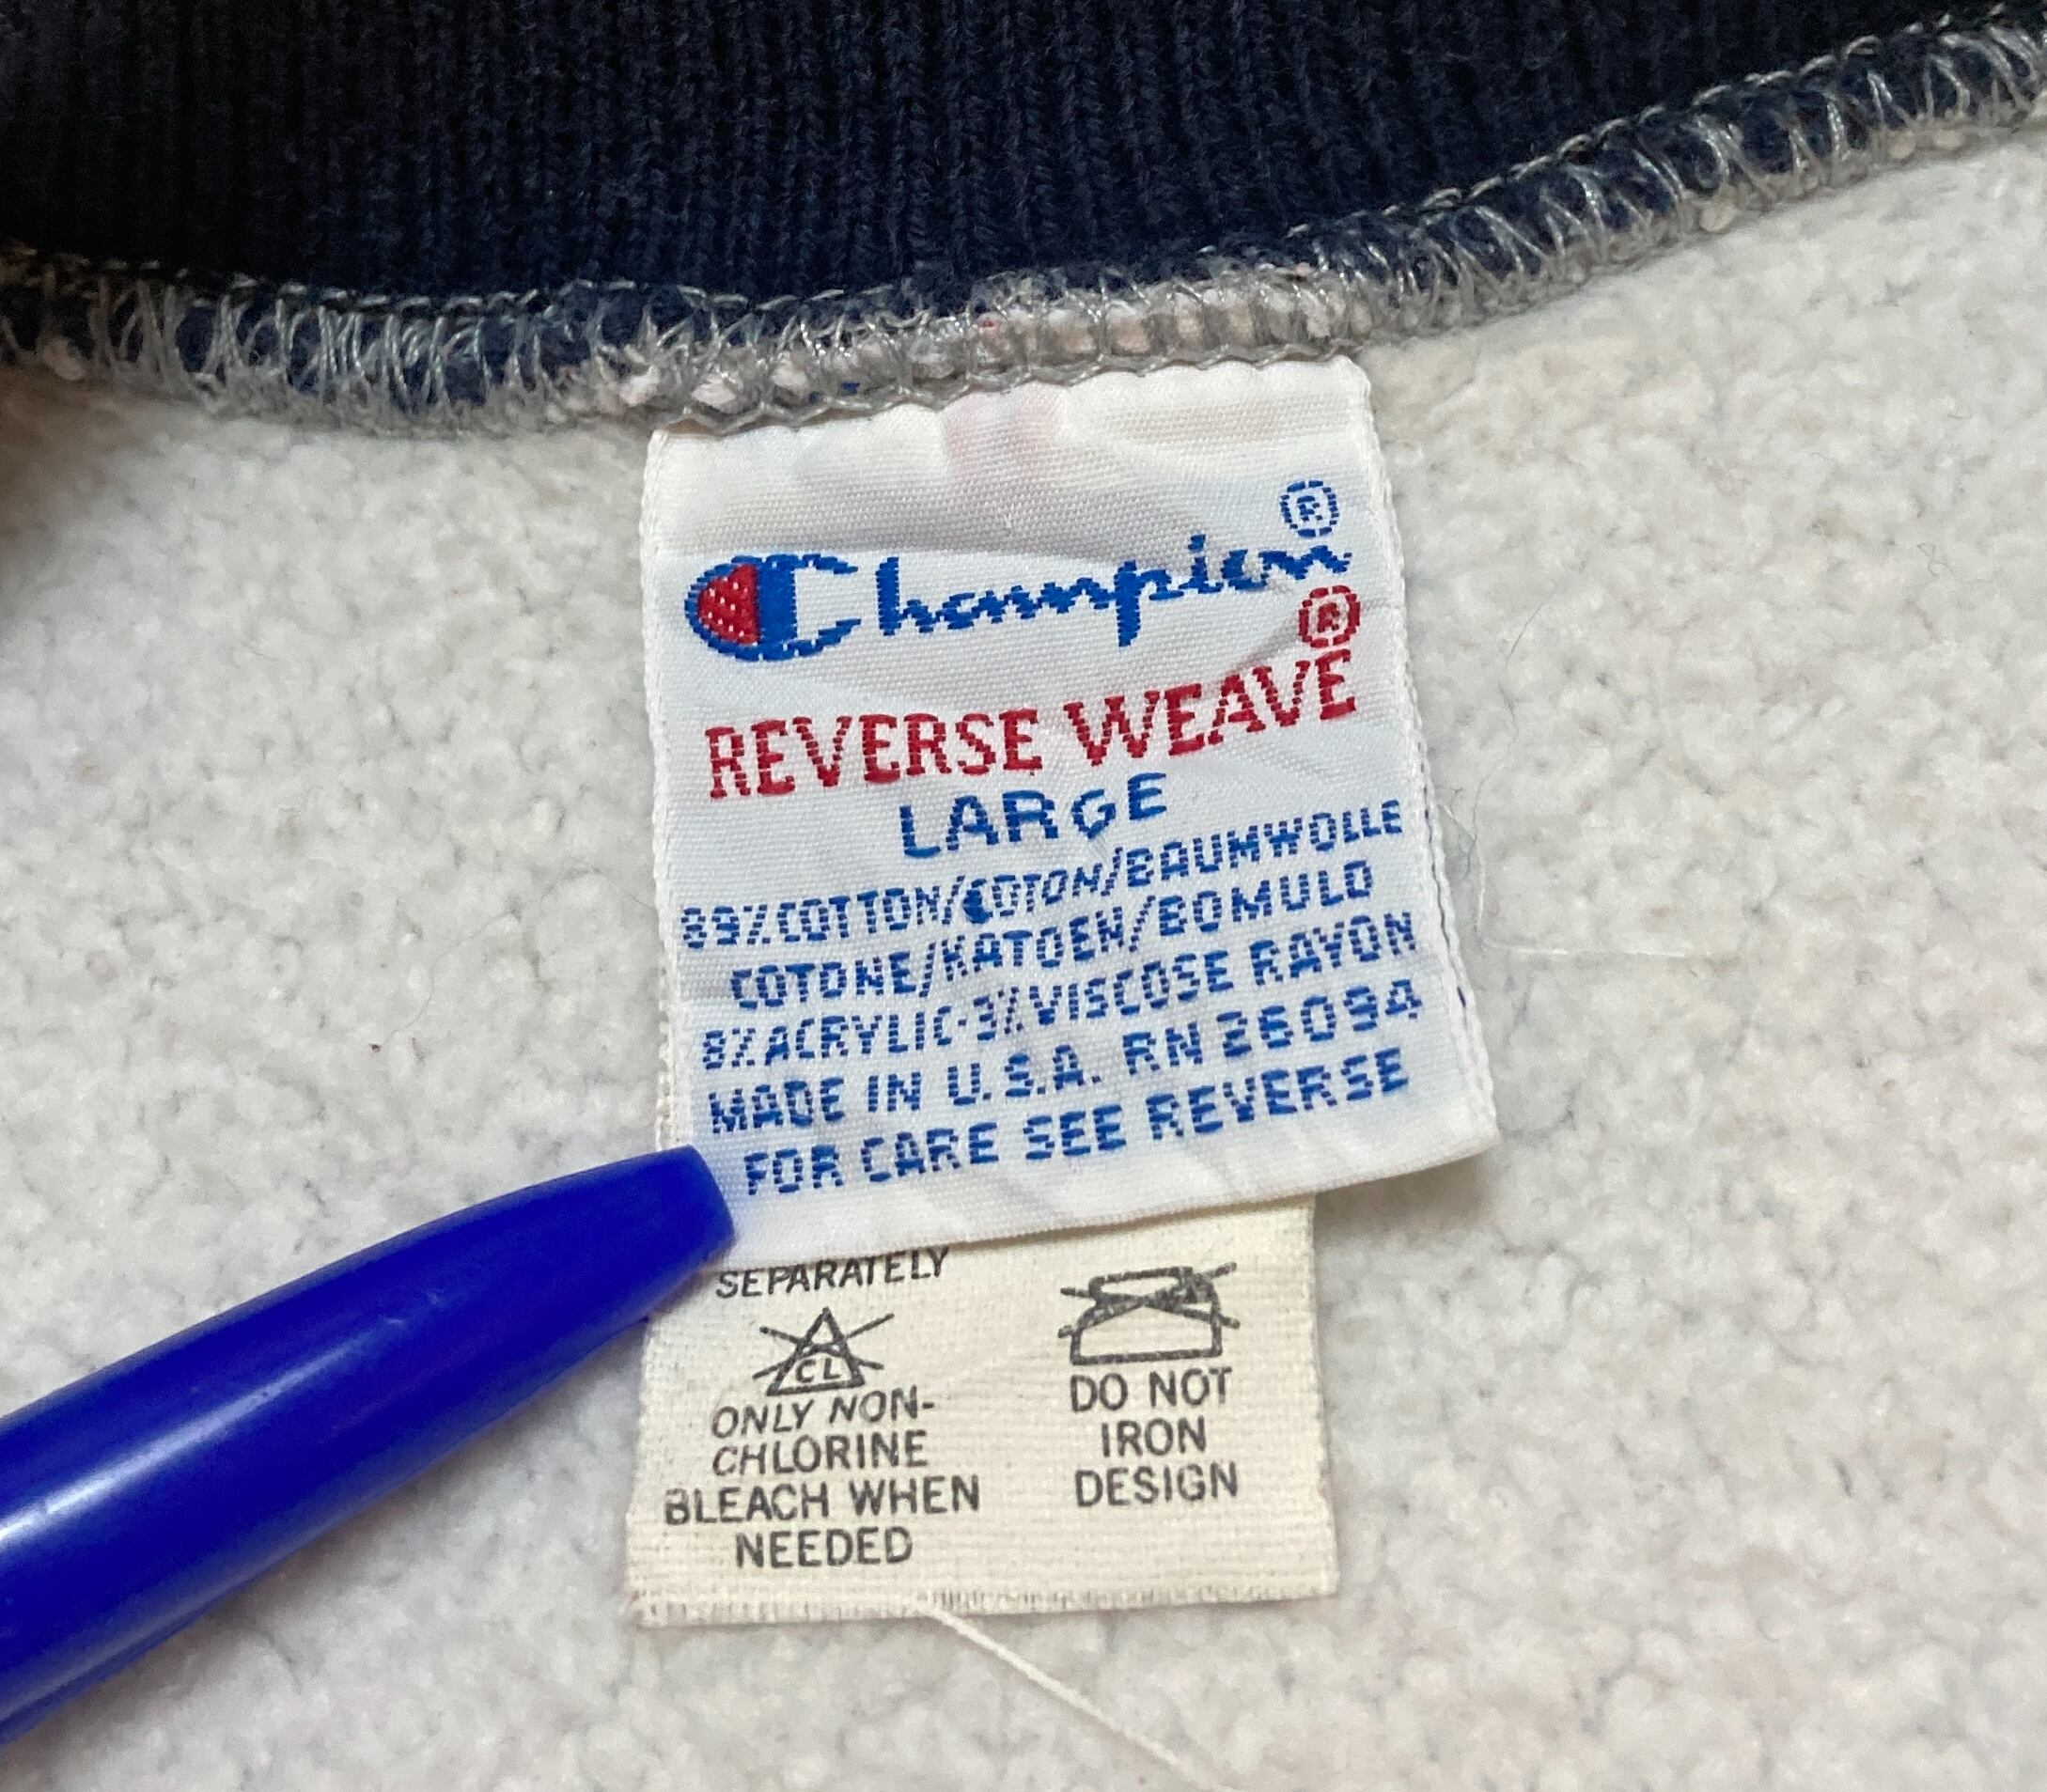 Champion®
REVERSE WEAVE®
LARGE
89% COTTON/COTON/BAUMWOLLE
COTONE/KATOEN/BOMULD
8% ACRYLIC·3% VISCOSE RAYON
MADE IN U.S.A. RN 26094
FOR CARE SEE REVERSE
SEPARATELY
CL
ONLY NON-
CHLORINE
BLEACH WHEN
NEEDED
DO NOT
IRON
DESIGN